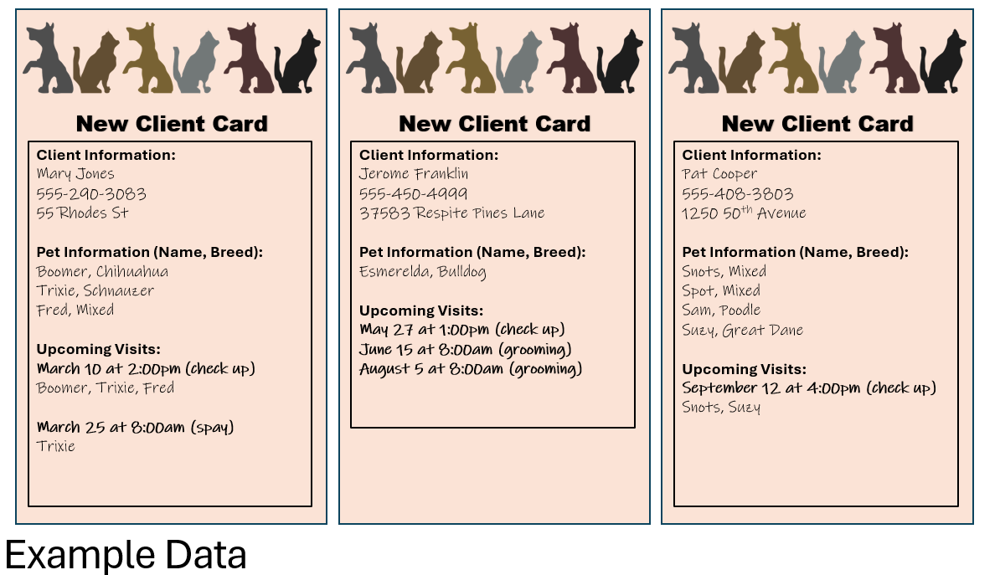 New Client Card
Client Information:
Mary Jones
555-290-3083
55 Rhodes St
Pet Information (Name, Breed):
Boomer, Chihuahua
Trixie, Schnauzer
Fred, Mixed
Upcoming Visits:
March 10 at 2:00pm (check up)
Boomer, Trixie, Fred
March 25 at 8:00am (spay)
Trixie
New Client Card
Client Information:
Jerome Franklin
555-450-4999
37583 Respite Pines Lane
Pet Information (Name, Breed):
Esmerelda, Bulldog
Upcoming Visits:
May 27 at 1:00pm (check up)
June 15 at 8:00am (grooming)
August 5 at 8:00am (grooming)
New Client Card
Client Information:
Pat Cooper
555-408-3803
1250 50th Avenue
Pet Information (Name, Breed):
Snots, Mixed
Spot, Mixed
Sam, Poodle
Suzy, Great Dane
Upcoming Visits:
September 12 at 4:00pm (check up)
Snots, Suzy
Example Data